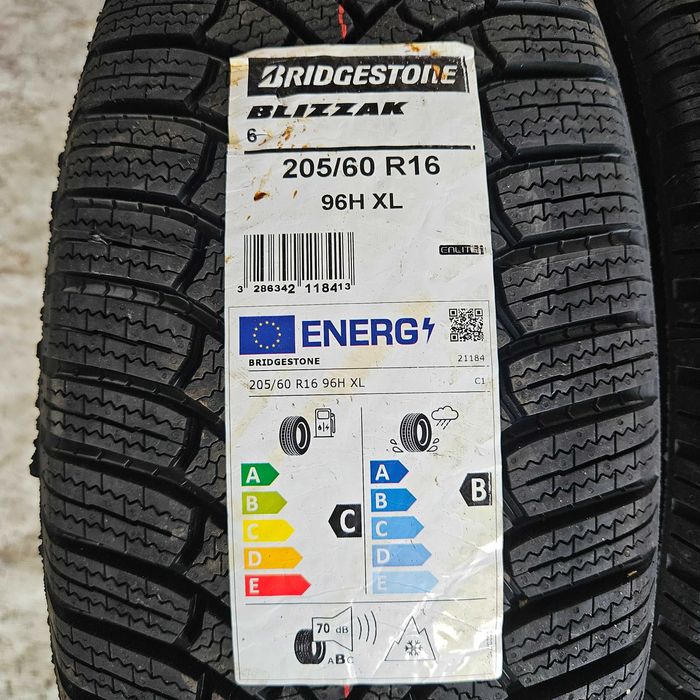 BRIDGESTONE
BLIZZAK
6
205/60 R16
96H XL
ENLITEN
3 286342 118413
ENERG
BRIDGESTONE 21184
205/60 R16 96H XL C1
A A
B B B
C C C
D D
E E
70 dB
ABC